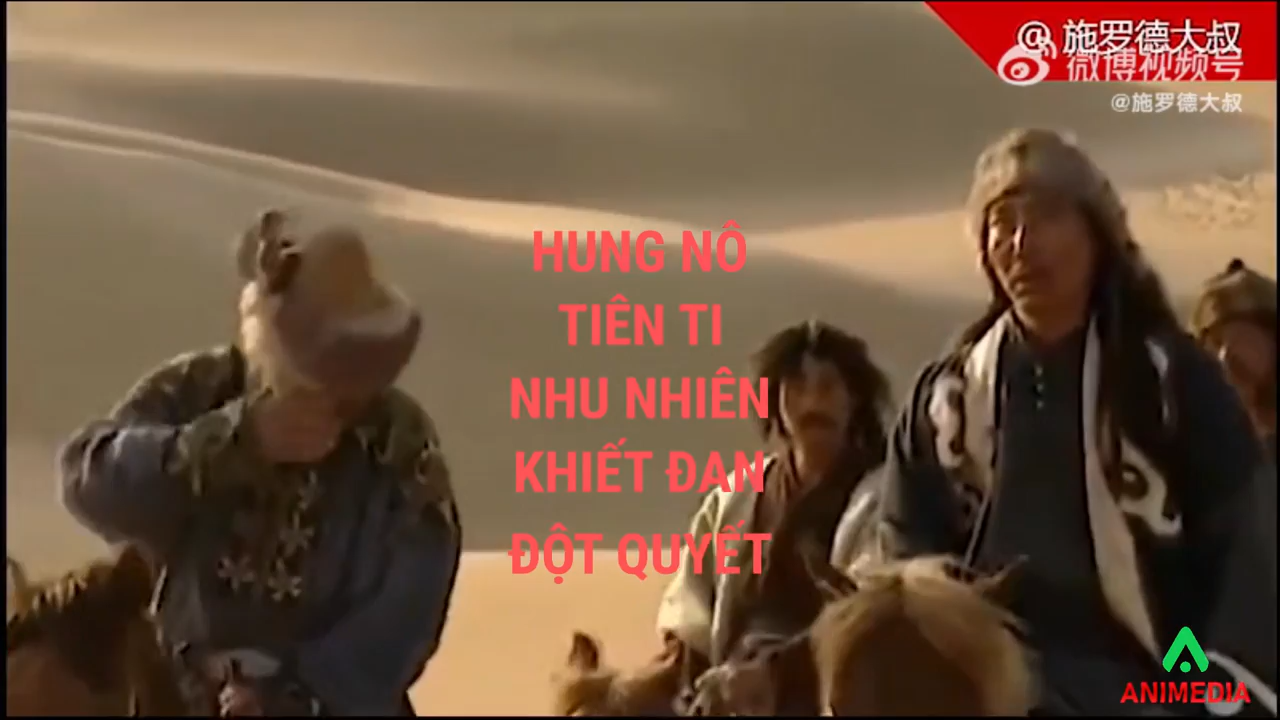 @施罗德大叔
微博视频号
@施罗德大叔
HUNG NÔ
TIÊN TI
NHU NHIÊN
KHIẾT ĐAN
ĐỘT QUYẾT
ANIMEDIA